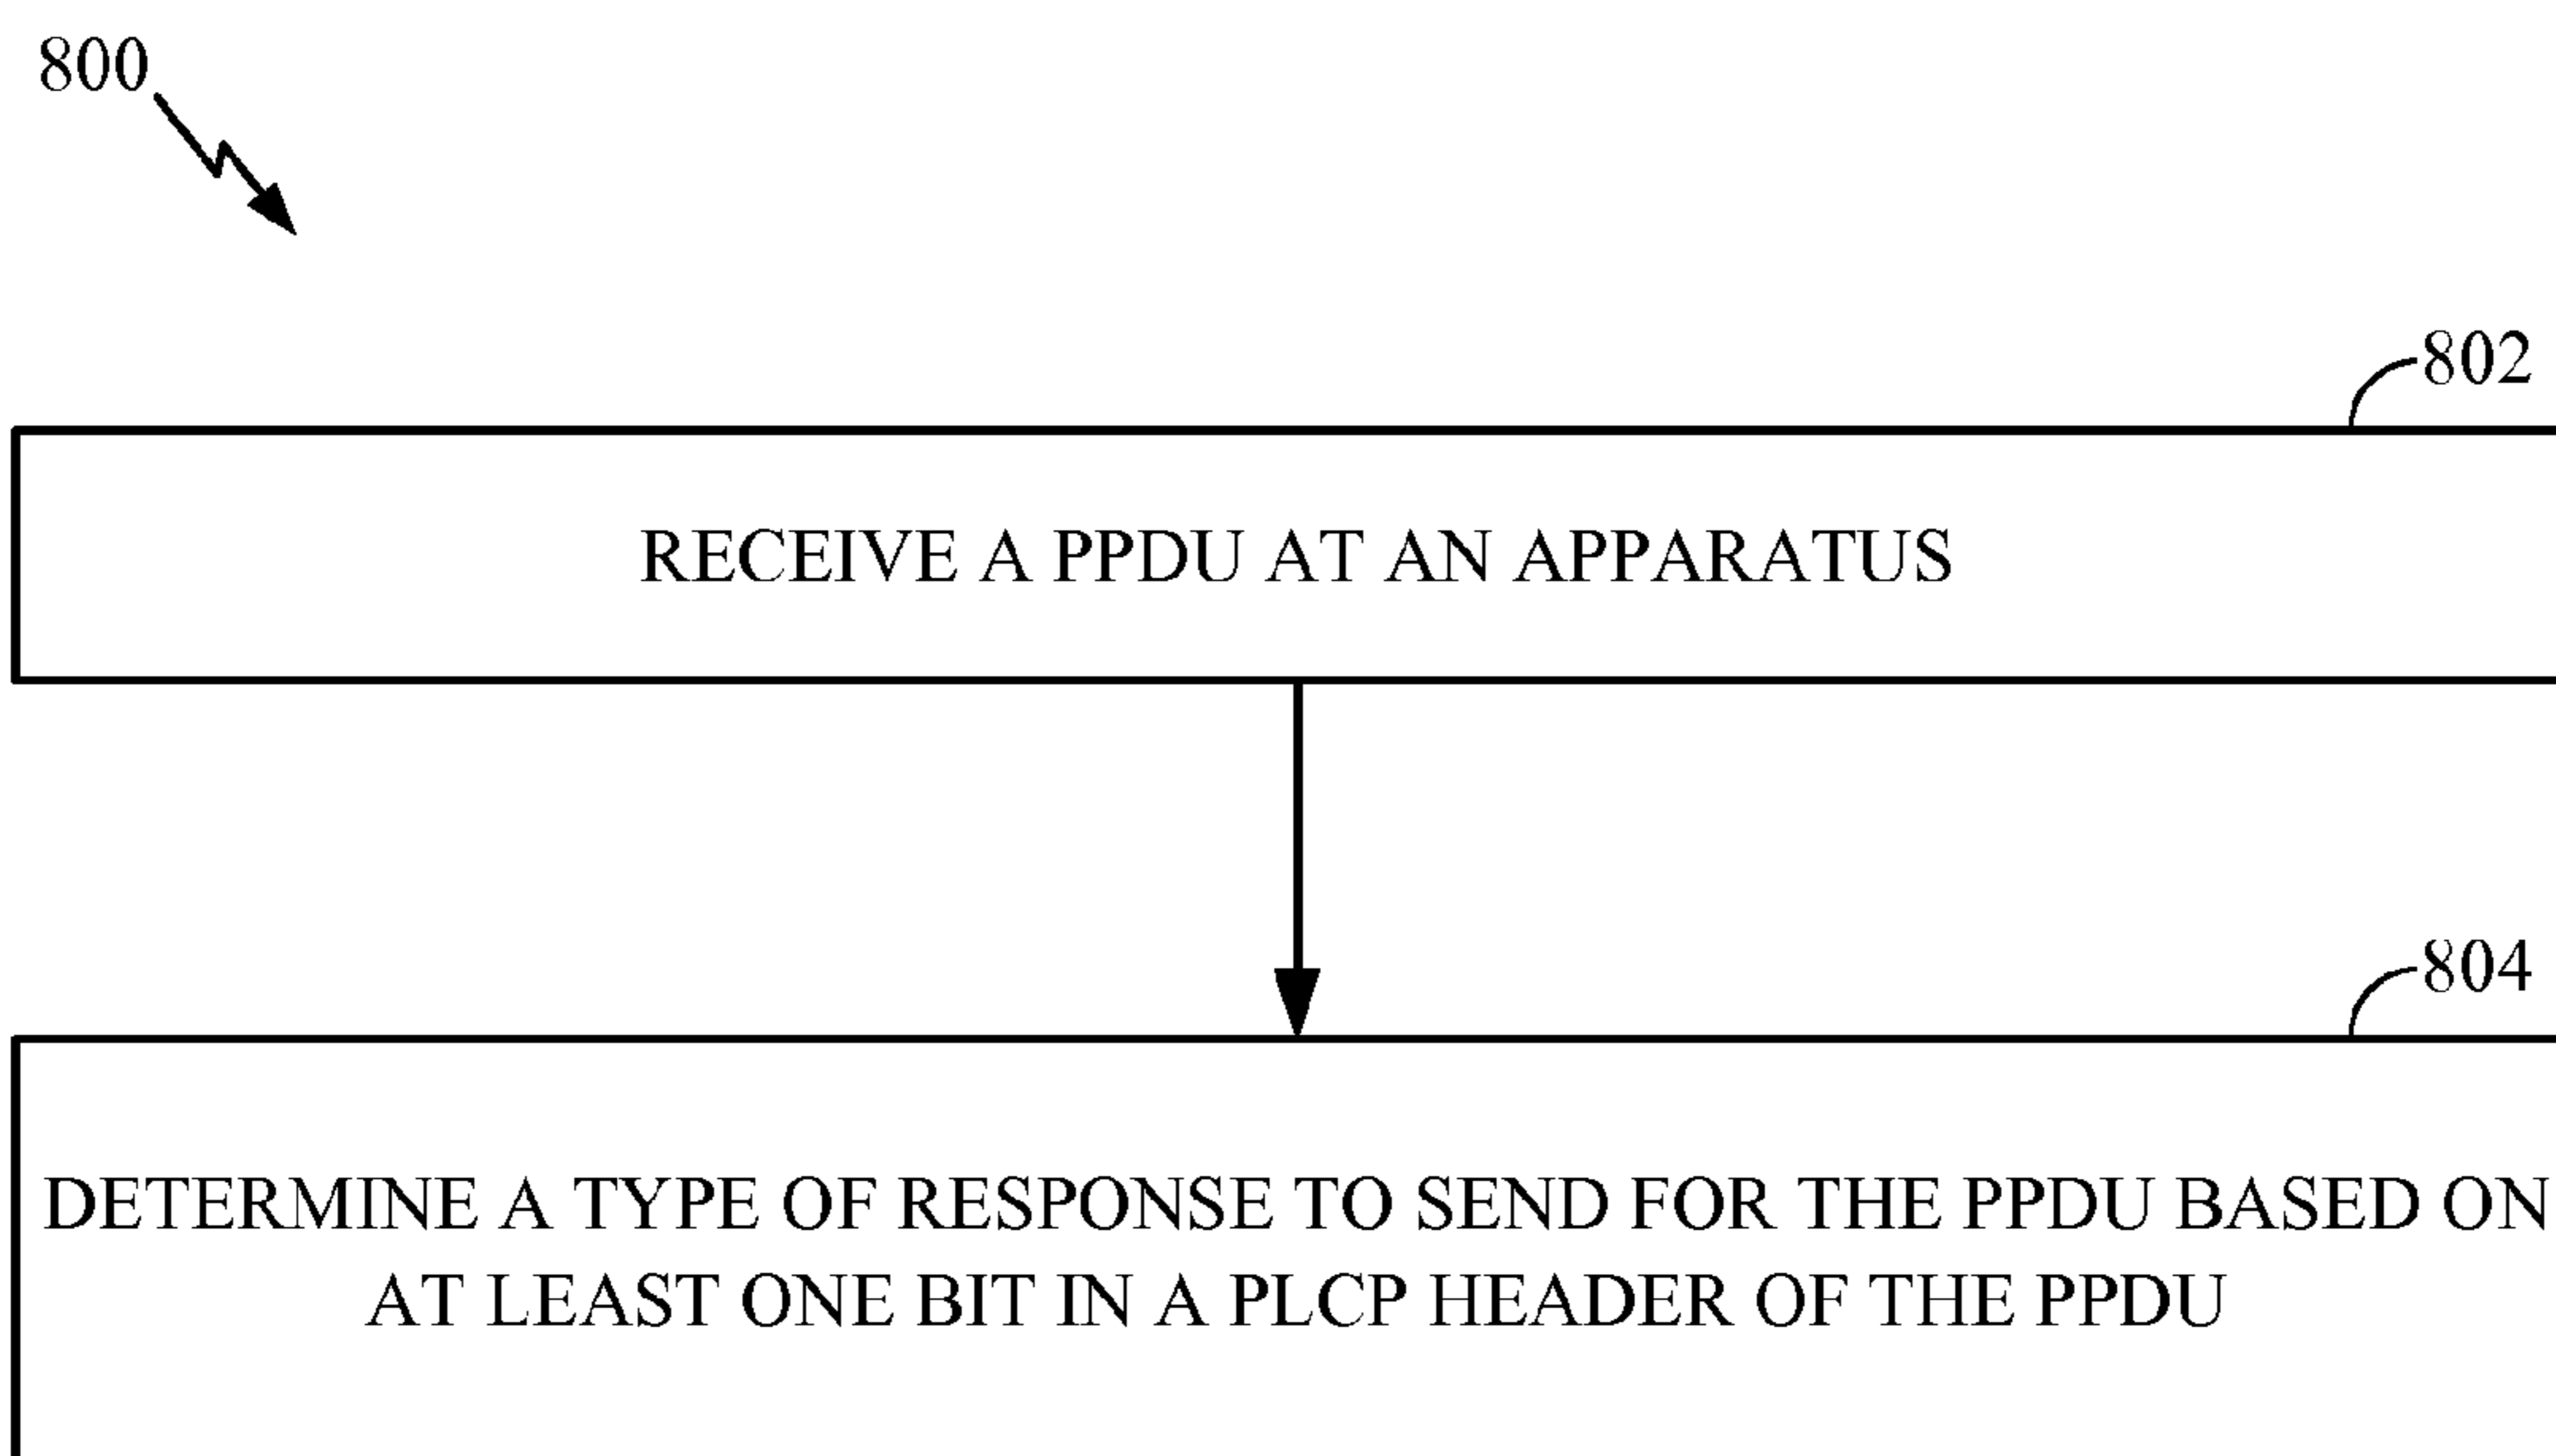 800
802
RECEIVE A PPDU AT AN APPARATUS
804
DETERMINE A TYPE OF RESPONSE TO SEND FOR THE PPDU BASED ON
AT LEAST ONE BIT IN A PLCP HEADER OF THE PPDU